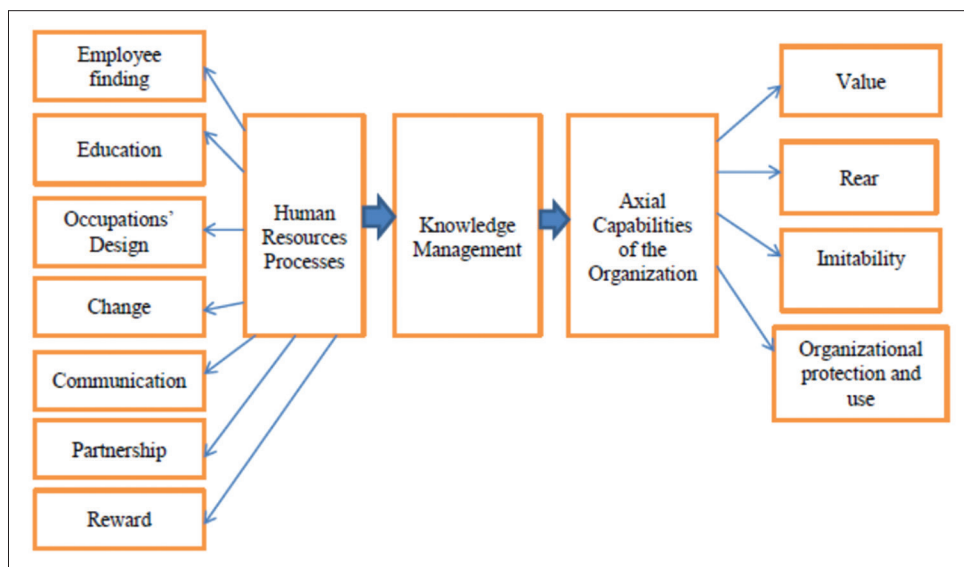 Employee
finding
Education
Occupations’
Design
Change
Communication
Partnership
Reward
Human
Resources
Processes
Knowledge
Management
Axial
Capabilities
of the
Organization
Value
Rear
Imitability
Organizational
protection and
use